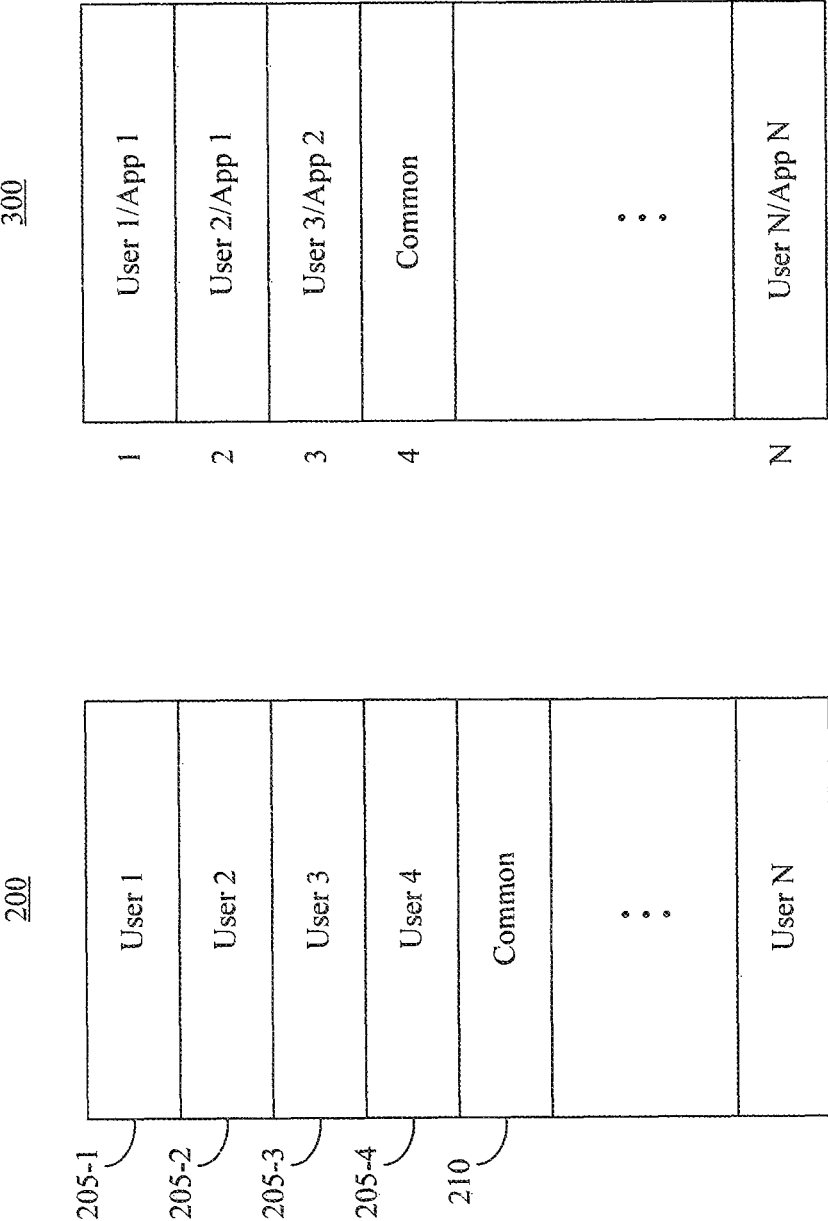 200
205-1
User 1
205-2
User 2
205-3
User 3
205-4
User 4
210
Common
User N
300
1
User 1/App 1
2
User 2/App 1
3
User 3/App 2
4
Common
N
User N/App N